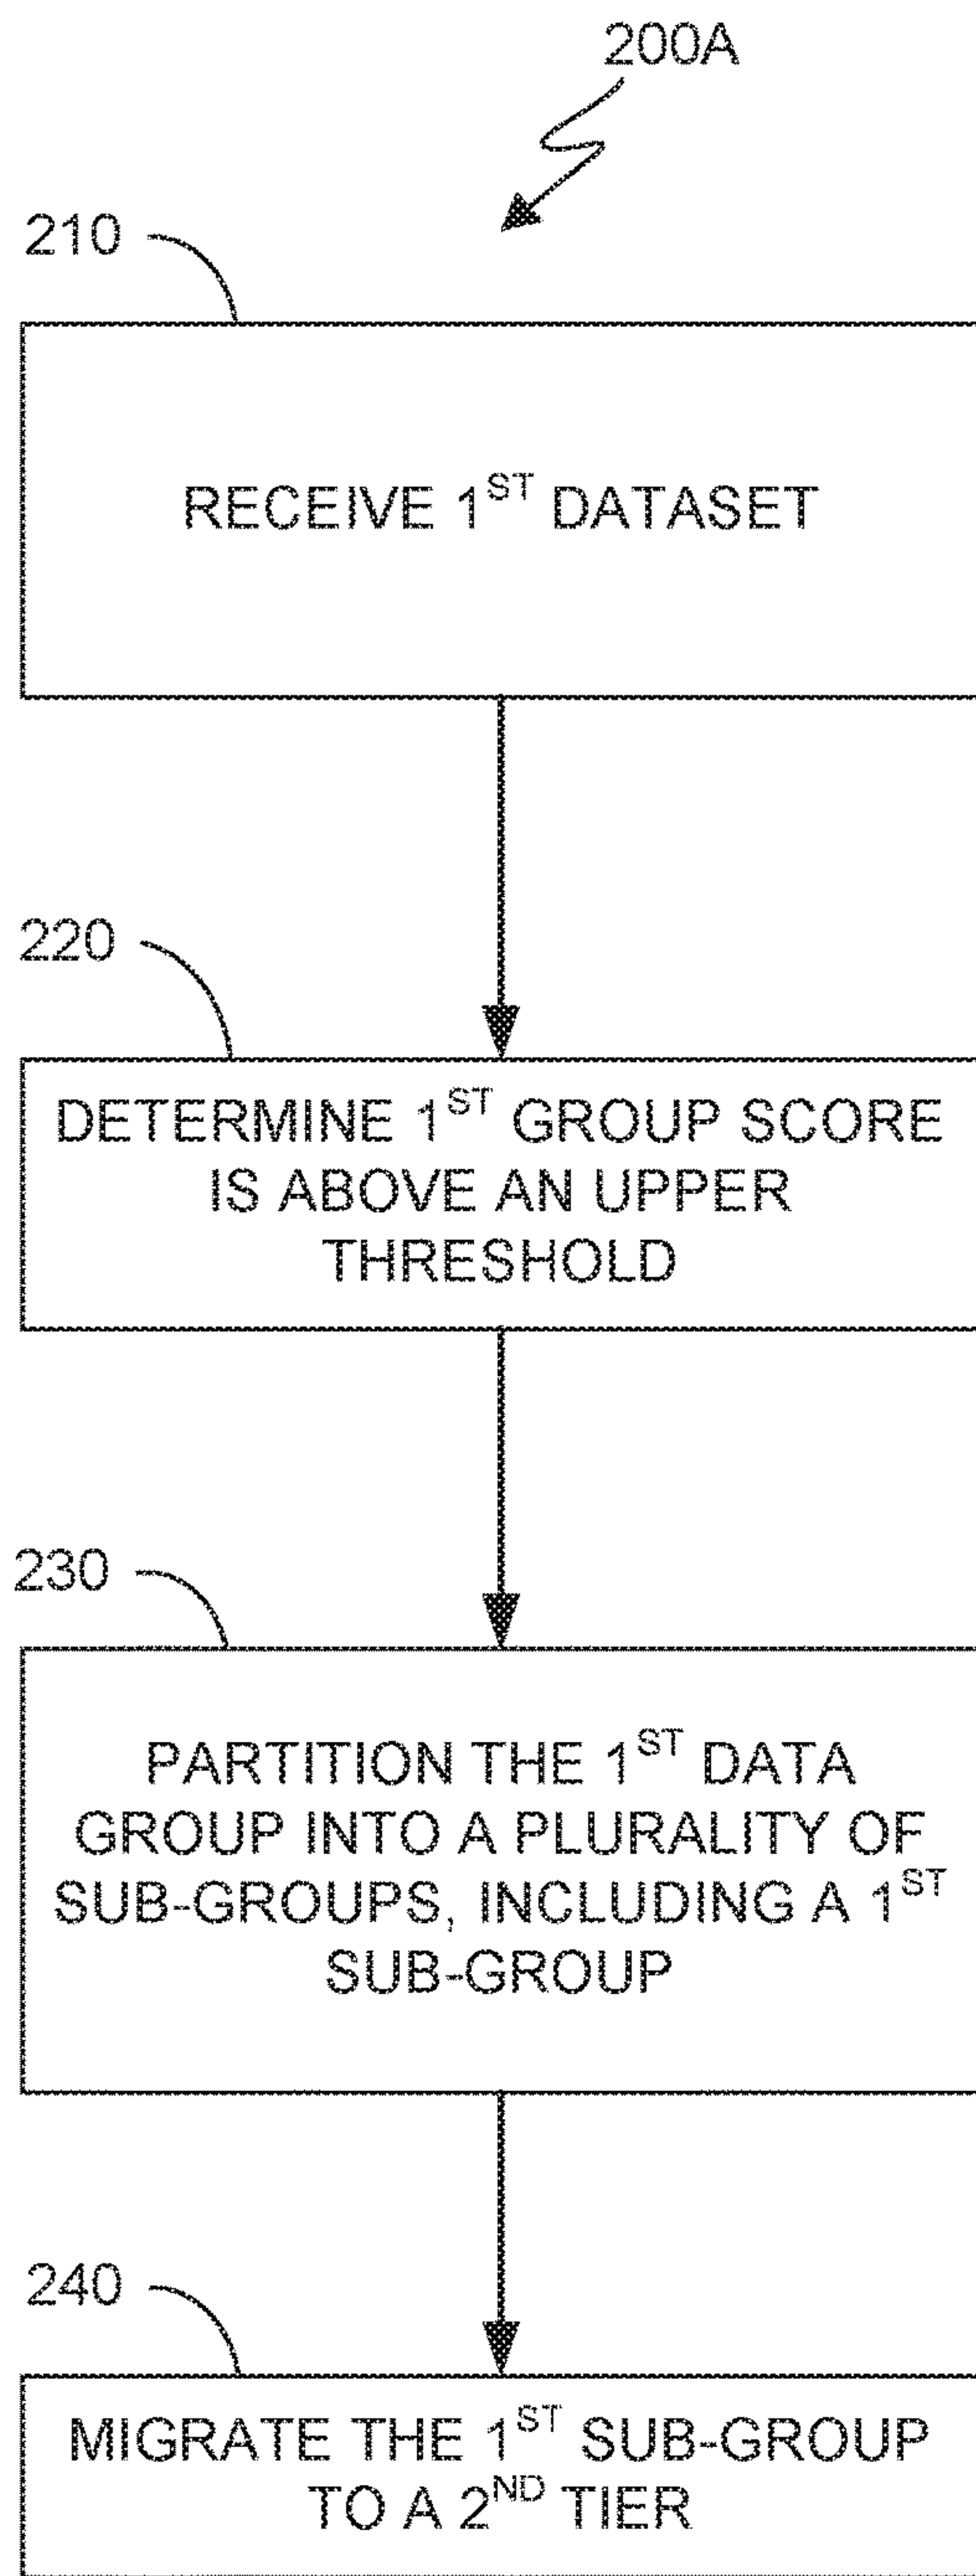 200A
210
RECEIVE 1ST DATASET
220
DETERMINE 1ST GROUP SCORE
IS ABOVE AN UPPER
THRESHOLD
230
PARTITION THE 1ST DATA
GROUP INTO A PLURALITY OF
SUB-GROUPS, INCLUDING A 1ST
SUB-GROUP
240
MIGRATE THE 1ST SUB-GROUP
TO A 2ND TIER